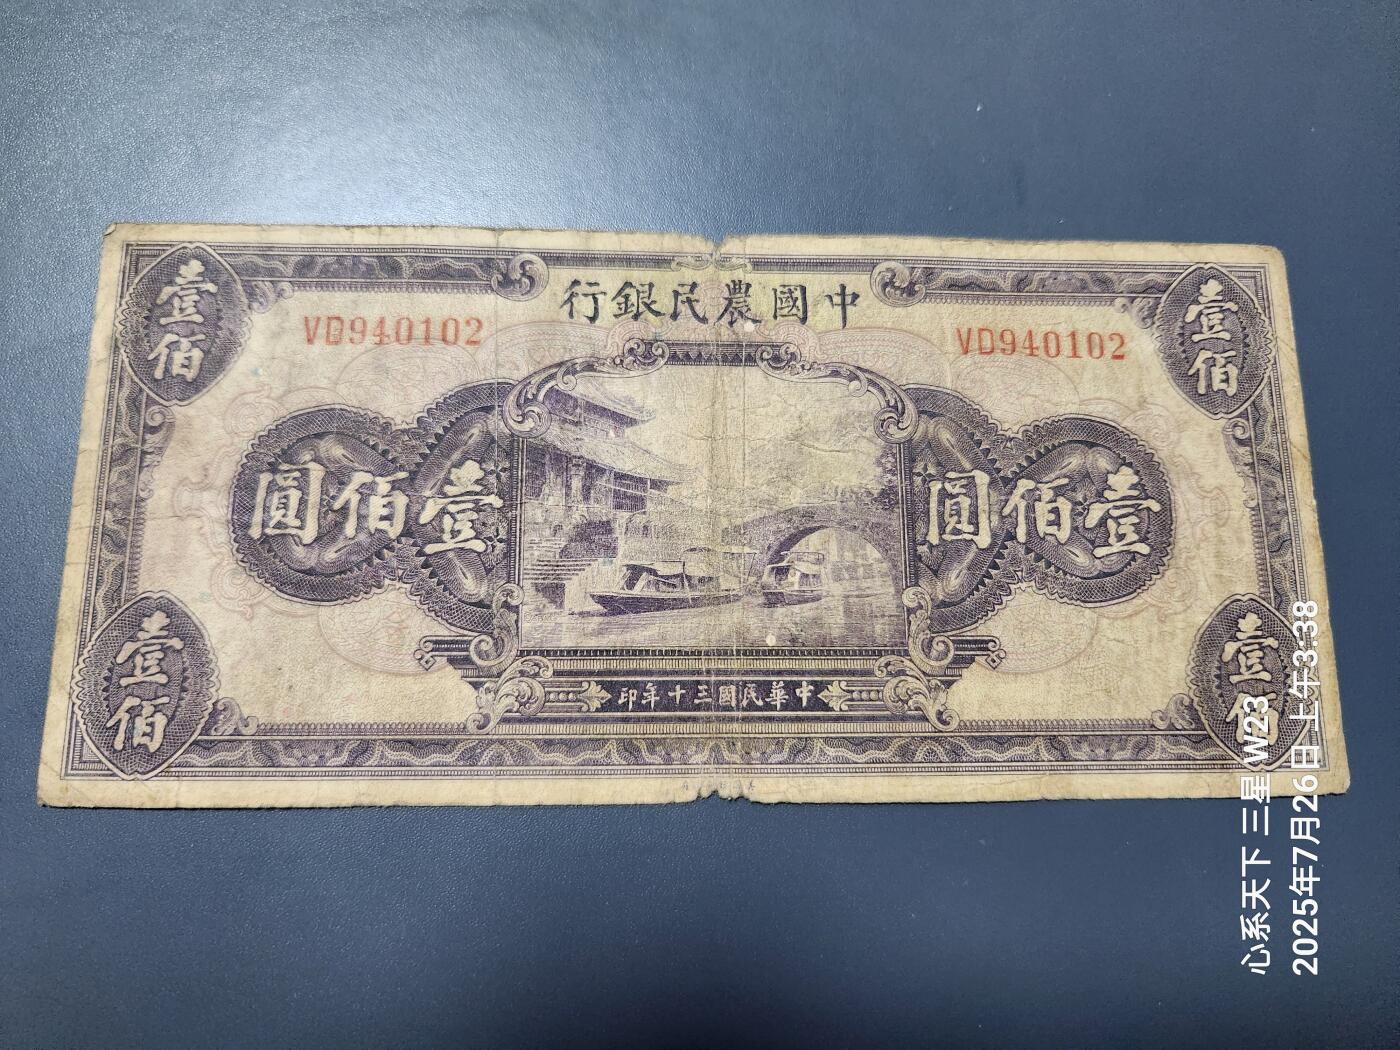 中國農民銀行
VD940102
VD940102
壹佰
壹佰
壹佰圓
壹佰圓
壹佰
壹佰
中華民國三十年印
心系天下 三星 W23
2025年7月26日上午3:38